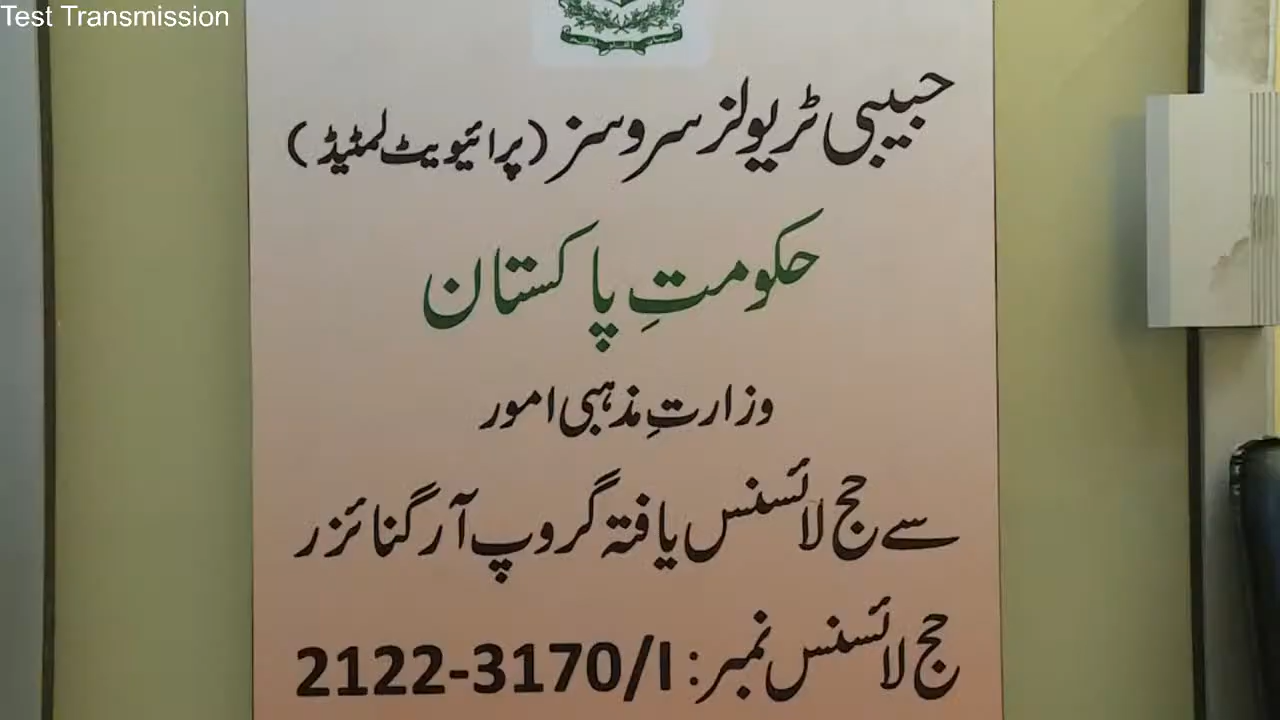 Test Transmission
حبیبی ٹریولز سروسز (پرائیویٹ لمٹیڈ)
حکومتِ پاکستان
وزارتِ مذہبی امور
سے حج لائسنس یافتہ گروپ آرگنائزر
حج لائسنس نمبر: 2122-3170/I